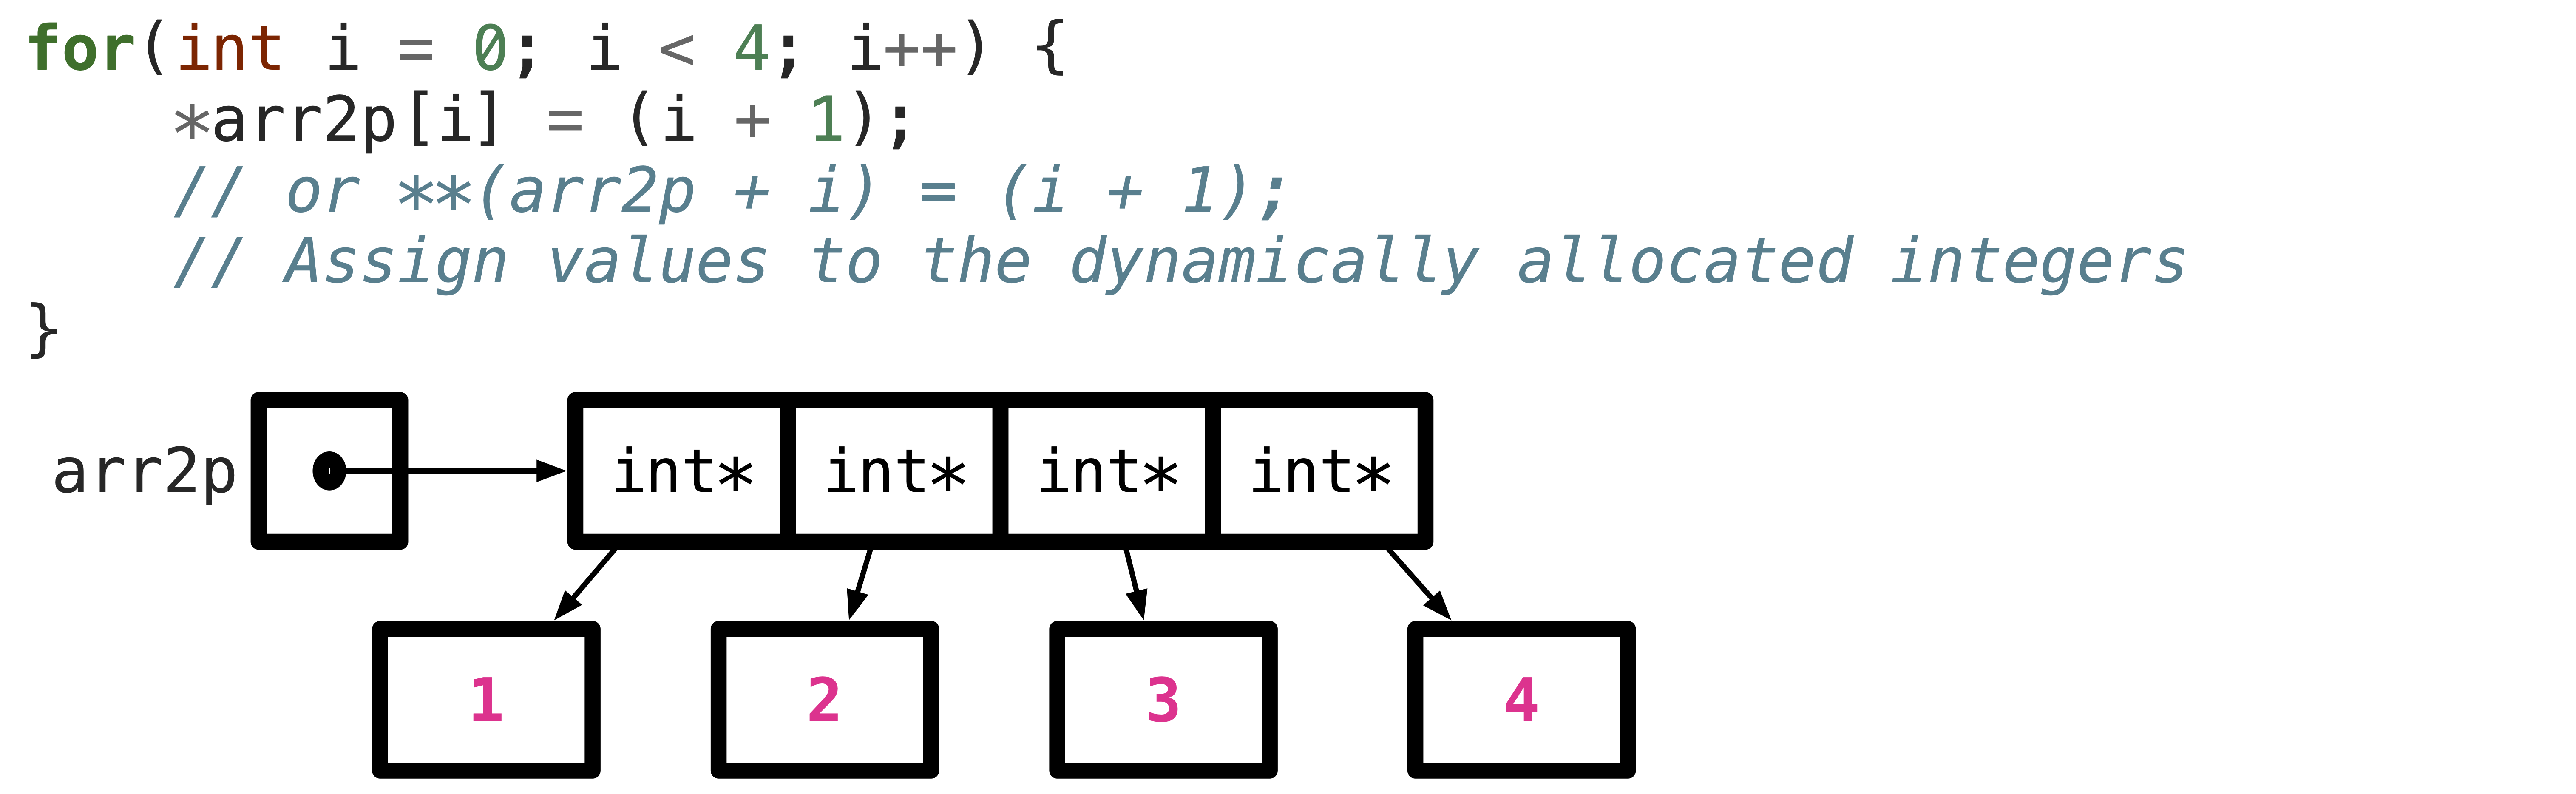 for(int i = 0; i < 4; i++) {
    *arr2p[i] = (i + 1);
    // or **(arr2p + i) = (i + 1);
    // Assign values to the dynamically allocated integers
}
arr2p int* int* int* int*
1 2 3 4